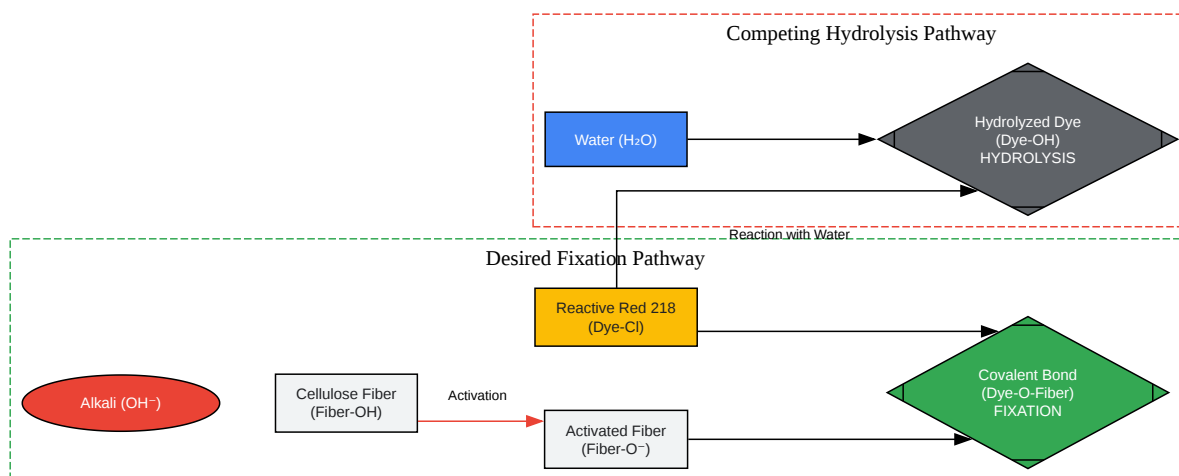 Competing Hydrolysis Pathway
Water (H₂O)
Hydrolyzed Dye
(Dye-OH)
HYDROLYSIS
Reaction with Water
Desired Fixation Pathway
Reactive Red 218
(Dye-Cl)
Alkali (OH⁻)
Cellulose Fiber
(Fiber-OH)
Activation
Activated Fiber
(Fiber-O⁻)
Covalent Bond
(Dye-O-Fiber)
FIXATION